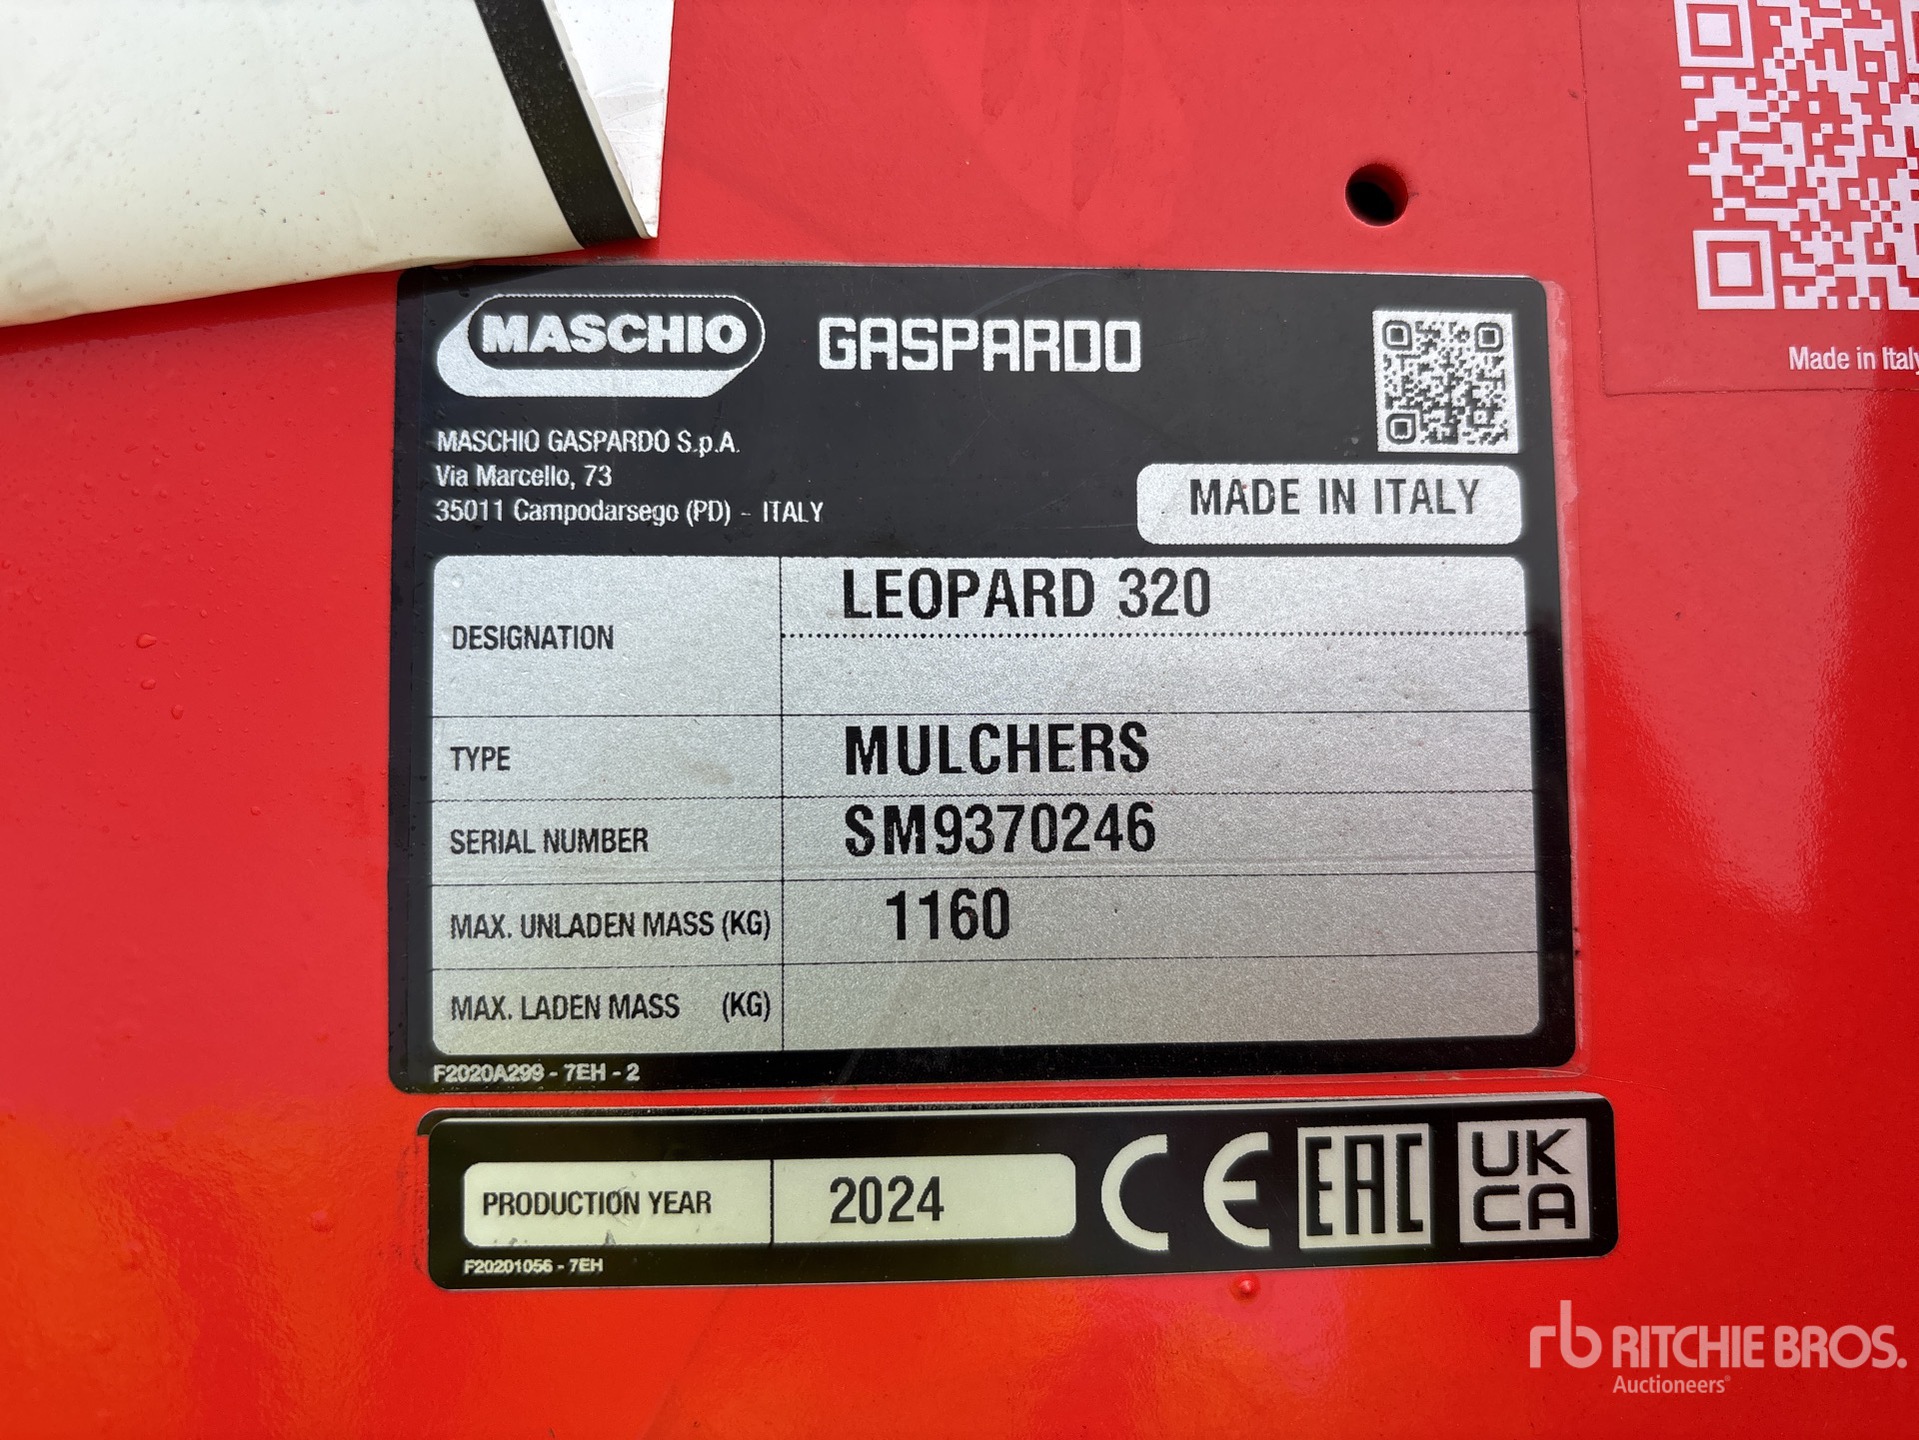 MASCHIO GASPARDO
MASCHIO GASPARDO S.p.A.
Via Marcello, 73
35011 Campodarsego (PD) - ITALY
MADE IN ITALY
Made in Italy
DESIGNATION LEOPARD 320
TYPE MULCHERS
SERIAL NUMBER SM9370246
MAX. UNLADEN MASS (KG) 1160
MAX. LADEN MASS (KG)
F2020A299 - 7EH - 2
PRODUCTION YEAR 2024 CE EAC UK CA
F20201056 - 7EH
rb RITCHIE BROS.
Auctioneers®